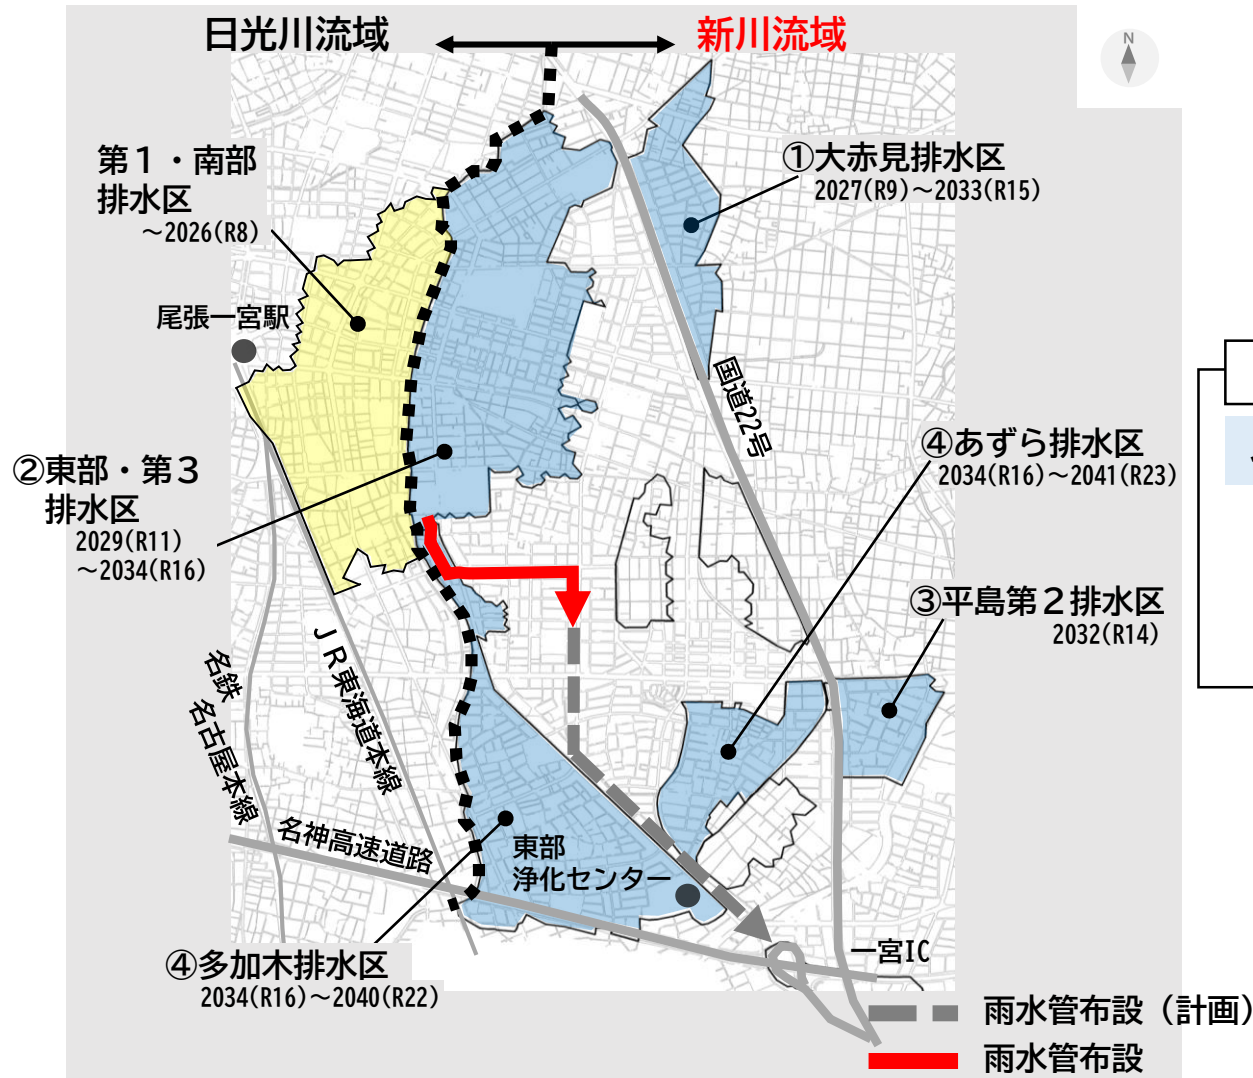 日光川流域
新川流域
N
第１・南部
排水区
～2026(R8)
①大赤見排水区
2027(R9)～2033(R15)
尾張一宮駅
国道22号
②東部・第３
排水区
2029(R11)
～2034(R16)
④あずら排水区
2034(R16)～2041(R23)
③平島第２排水区
2032(R14)
ＪＲ東海道本線
名鉄
名古屋本線
名神高速道路
東部
浄化センター
一宮IC
④多加木排水区
2034(R16)～2040(R22)
雨水管布設（計画）
雨水管布設